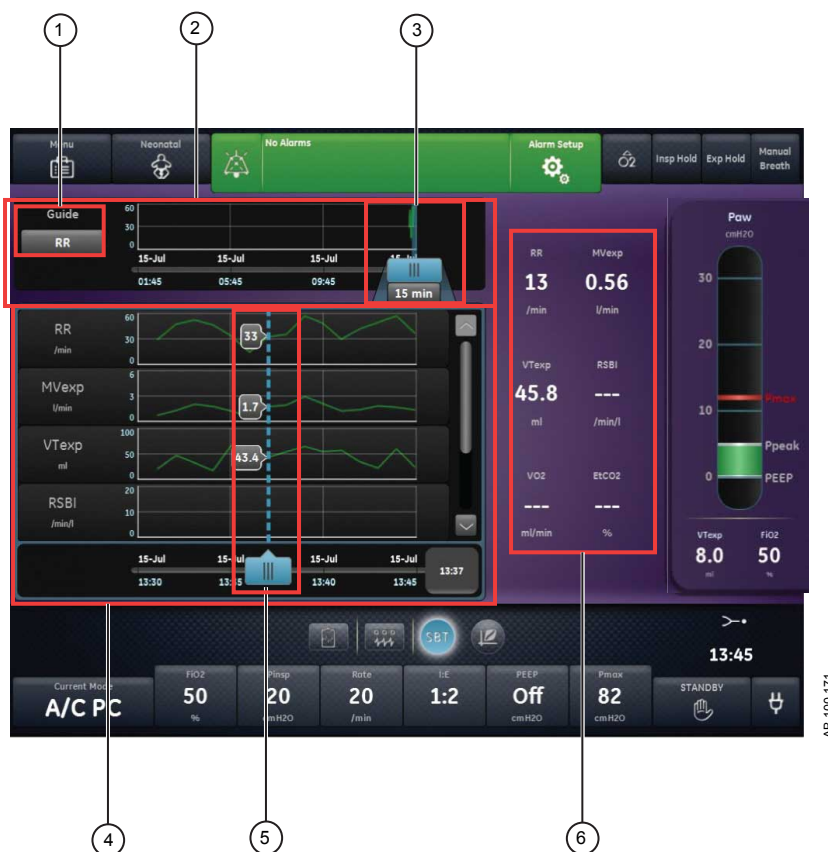 1
2
3
Menu
Neonatal
No Alarms
Alarm Setup
O2
Insp Hold
Exp Hold
Manual
Breath
Guide
RR
60
30
0
15-Jul
15-Jul
15-Jul
01:45
05:45
09:45
15 min
RR
/min
60
30
0
33
MVexp
l/min
6
3
0
1.7
VTexp
ml
100
50
0
43.4
RSBI
/min/l
20
10
0
15-Jul
15-Jul
15-Jul
13:30
13:35
13:40
13:45
13:37
RR
MVexp
13
0.56
/min
l/min
VTexp
RSBI
45.8
---
ml
/min/l
VO2
EtCO2
---
---
ml/min
%
Paw
cmH2O
30
20
10
0
Pmax
Ppeak
PEEP
VTexp
FiO2
8.0
50
ml
%
SBT
13:45
Current Mode
A/C PC
FiO2
50
%
Pinsp
20
cmH2O
Rate
20
/min
I:E
1:2
PEEP
Off
cmH2O
Pmax
82
cmH2O
STANDBY
4
5
6